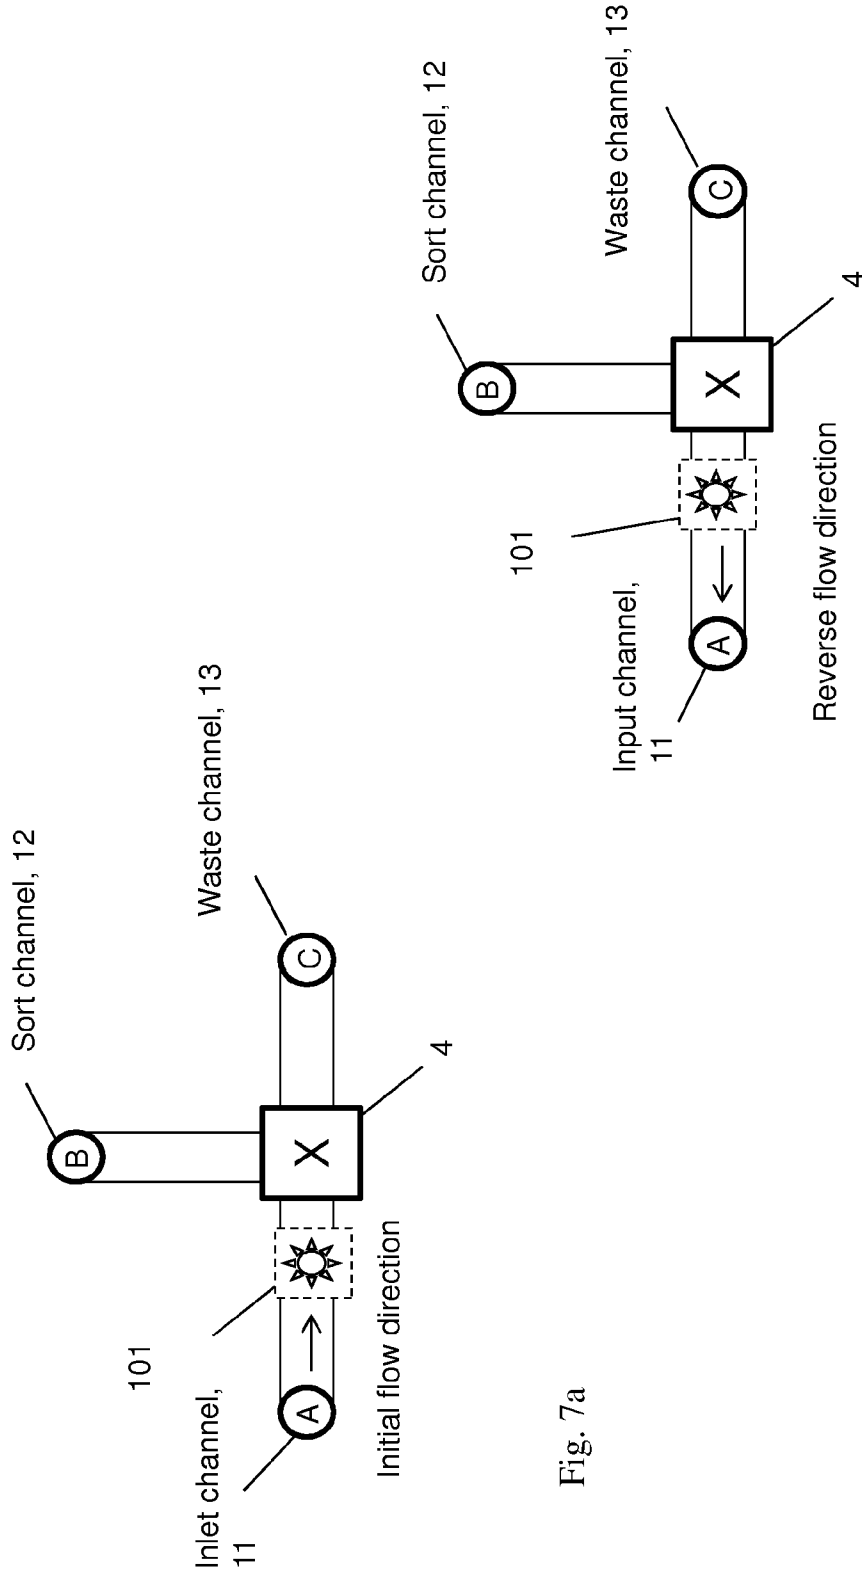 Sort channel, 12
Waste channel, 13
B
101
Inlet channel,
11
A
X
C
Initial flow direction
4
Sort channel, 12
Waste channel, 13
B
101
Input channel,
11
A
X
C
Reverse flow direction
4
Fig. 7a